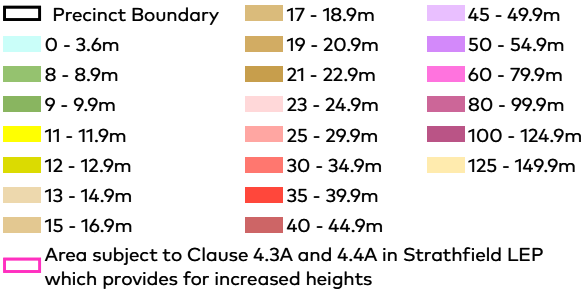 Precinct Boundary
0 - 3.6m
8 - 8.9m
9 - 9.9m
11 - 11.9m
12 - 12.9m
13 - 14.9m
15 - 16.9m
17 - 18.9m
19 - 20.9m
21 - 22.9m
23 - 24.9m
25 - 29.9m
30 - 34.9m
35 - 39.9m
40 - 44.9m
45 - 49.9m
50 - 54.9m
60 - 79.9m
80 - 99.9m
100 - 124.9m
125 - 149.9m
Area subject to Clause 4.3A and 4.4A in Strathfield LEP
which provides for increased heights